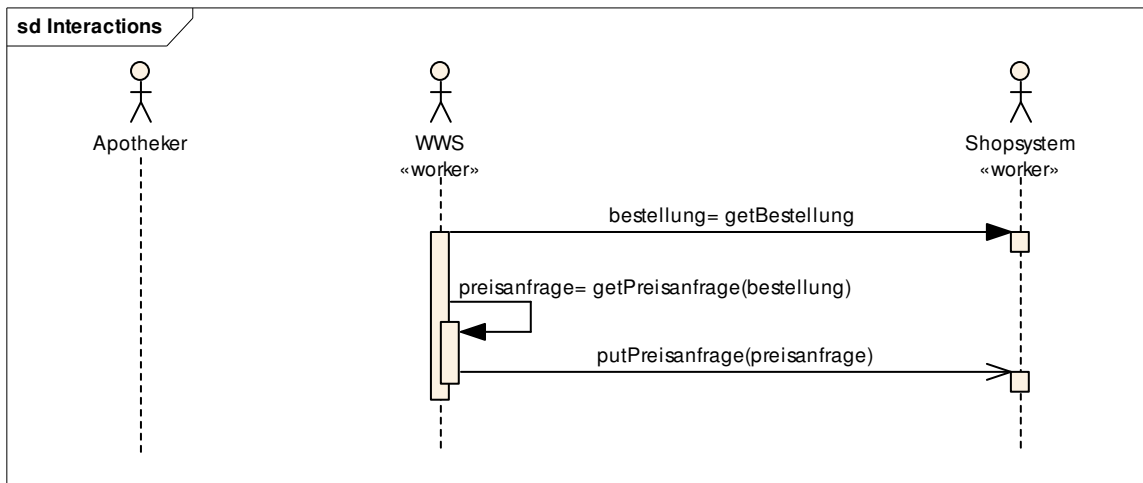 sd Interactions
Apotheker
WWS
«worker»
Shopsystem
«worker»
bestellung= getBestellung
preisanfrage= getPreisanfrage(bestellung)
putPreisanfrage(preisanfrage)